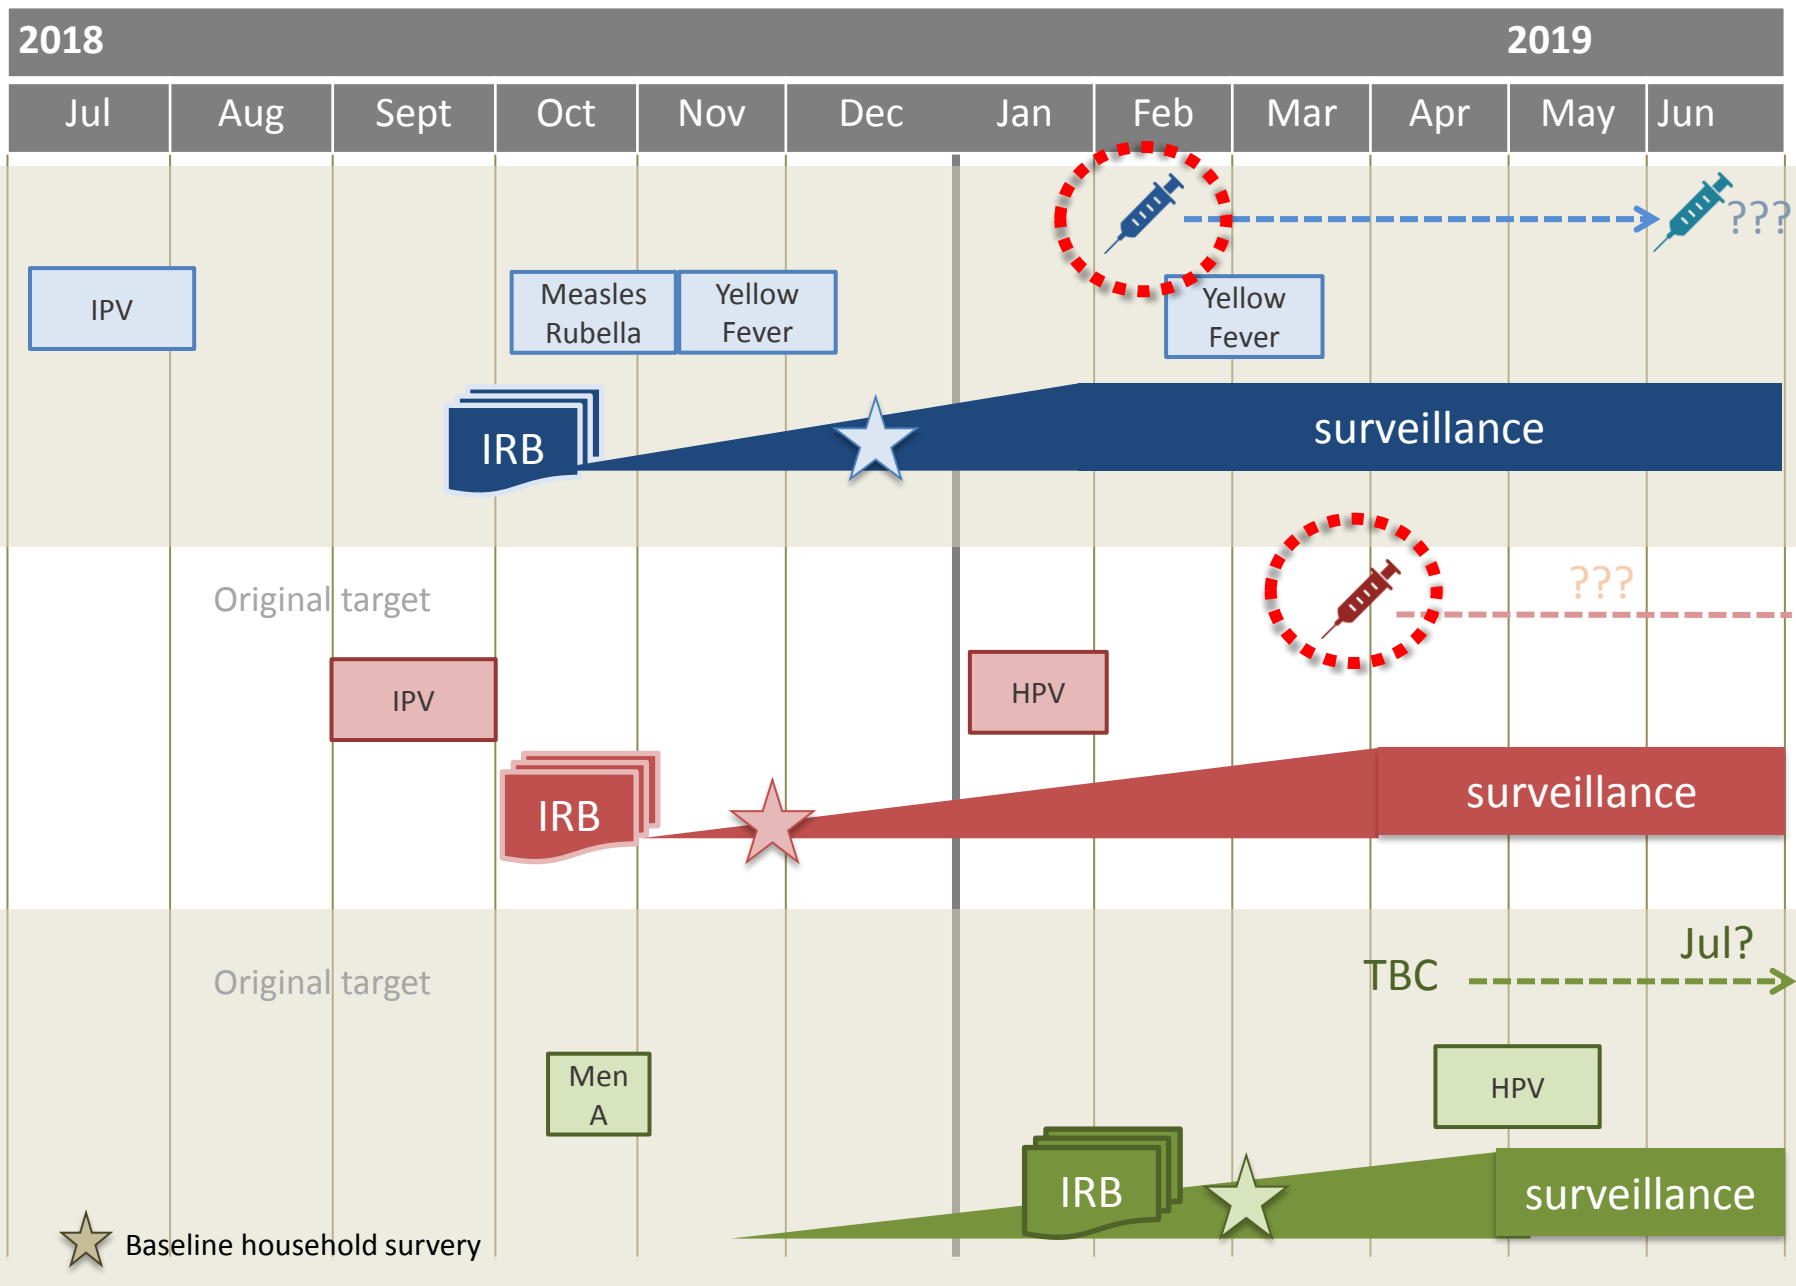 2018 2019
Jul Aug Sept Oct Nov Dec Jan Feb Mar Apr May Jun
???
IPV
Measles
Rubella
Yellow
Fever
Yellow
Fever
IRB
surveillance
Original target
???
IPV
HPV
IRB
surveillance
Original target
TBC
Jul?
Men
A
HPV
IRB
surveillance
Baseline household survery